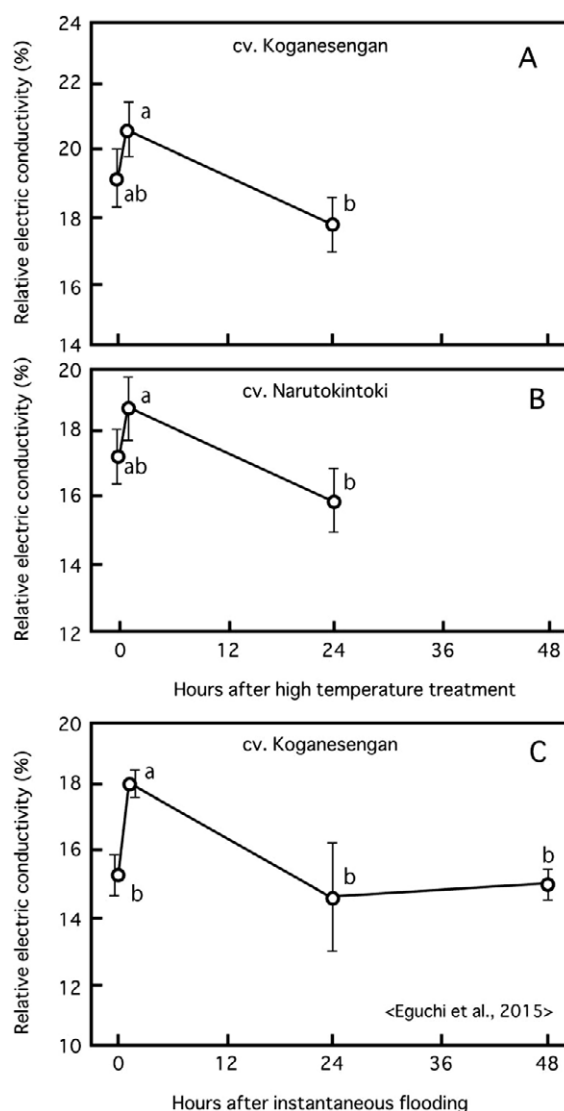 24
22
20
18
16
14
Relative electric conductivity (%)
cv. Koganesengan
A
a
ab
b
20
18
16
14
12
Relative electric conductivity (%)
cv. Narutokintoki
B
a
ab
b
0 12 24 36 48
Hours after high temperature treatment
20
18
16
14
12
10
Relative electric conductivity (%)
cv. Koganesengan
C
a
b
b
b
<Eguchi et al., 2015>
0 12 24 36 48
Hours after instantaneous flooding